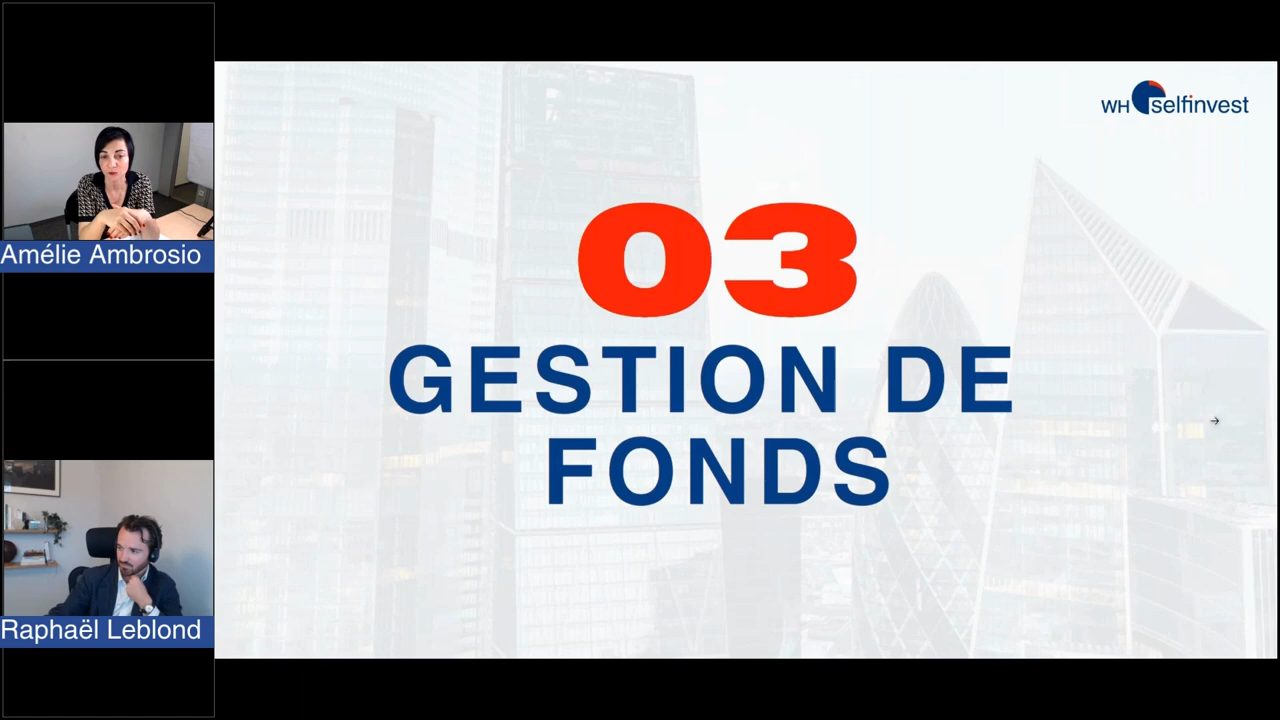 Amélie Ambrosio
Raphaël Leblond
WH selfinvest
03
GESTION DE
FONDS